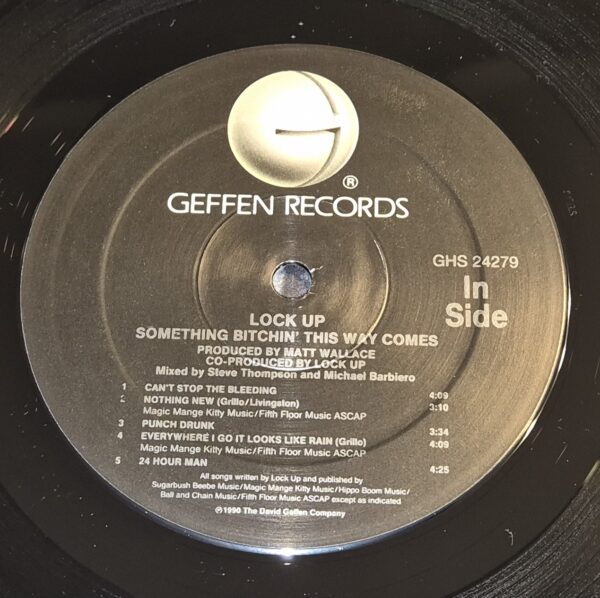 ®
GEFFEN RECORDS
GHS 24279
In
Side
LOCK UP
SOMETHING BITCHIN' THIS WAY COMES
PRODUCED BY MATT WALLACE
CO-PRODUCED BY LOCK UP
Mixed by Steve Thompson and Michael Barbiero
1 CAN'T STOP THE BLEEDING 4:09
2 NOTHING NEW (Grillo/Livingston) 3:10
Magic Mange Kitty Music/Fifth Floor Music ASCAP
3 PUNCH DRUNK 3:34
4 EVERYWHERE I GO IT LOOKS LIKE RAIN (Grillo) 4:09
Magic Mange Kitty Music/Fifth Floor Music ASCAP
5 24 HOUR MAN 4:25
All songs written by Lock Up and published by
Sugarbush Beebe Music/Magic Mange Kitty Music/Hippo Boom Music/
Ball and Chain Music/Fifth Floor Music ASCAP except as indicated
℗1990 The David Geffen Company